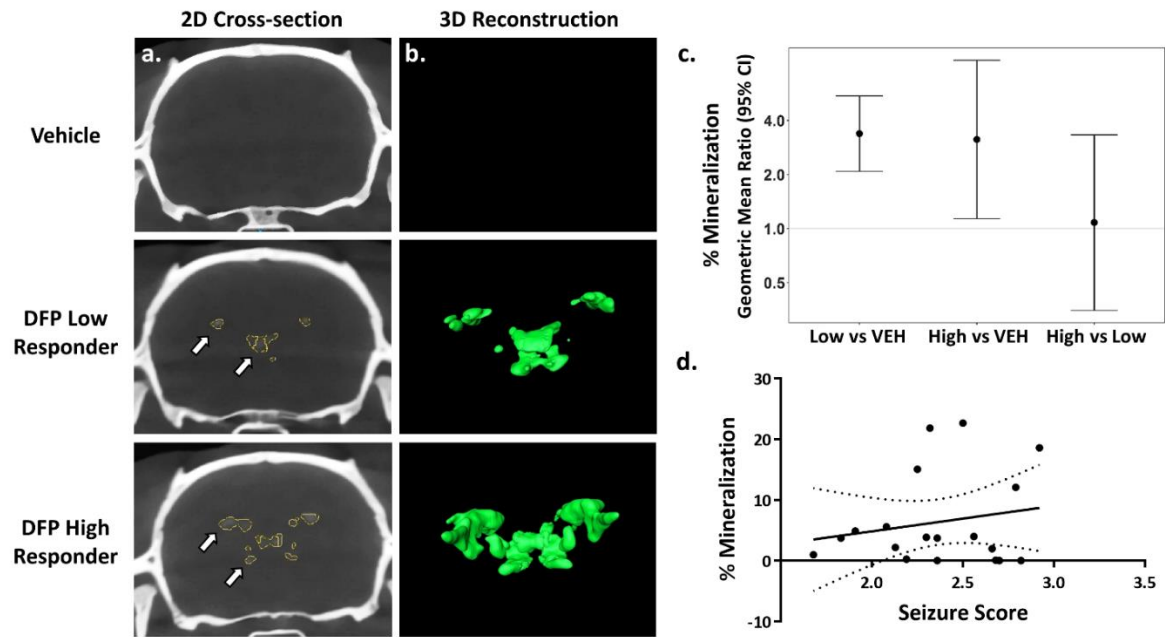 2D Cross-section
3D Reconstruction
a.
b.
Vehicle
DFP Low
Responder
DFP High
Responder
c.
% Mineralization
Geometric Mean Ratio (95% CI)
4.0
2.0
1.0
0.5
Low vs VEH
High vs VEH
High vs Low
d.
% Mineralization
30
20
10
0
-10
2.0
2.5
3.0
3.5
Seizure Score